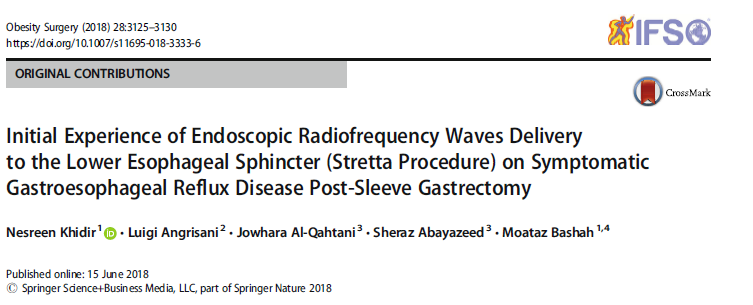 Obesity Surgery (2018) 28:3125–3130
https://doi.org/10.1007/s11695-018-3333-6
IFSO
ORIGINAL CONTRIBUTIONS
CrossMark
Initial Experience of Endoscopic Radiofrequency Waves Delivery
to the Lower Esophageal Sphincter (Stretta Procedure) on Symptomatic
Gastroesophageal Reflux Disease Post-Sleeve Gastrectomy
Nesreen Khidir 1 iD · Luigi Angrisani 2 · Jowhara Al-Qahtani 3 · Sheraz Abayazeed 3 · Moataz Bashah 1,4
Published online: 15 June 2018
© Springer Science+Business Media, LLC, part of Springer Nature 2018